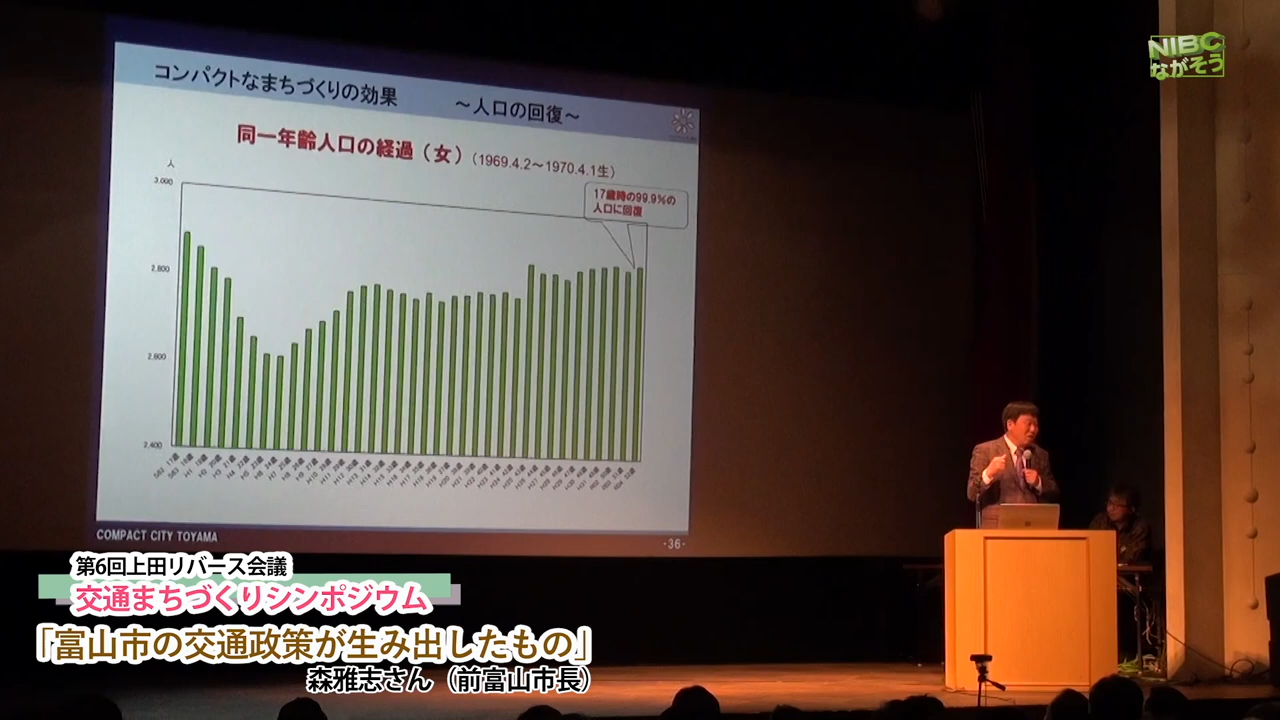 NIBC
ながそう
コンパクトなまちづくりの効果 ～人口の回復～
同一年齢人口の経過（女）（1969.4.2～1970.4.1生）
人
3,000
17歳時の99.9%の
人口に回復
2,800
2,600
2,400
COMPACT CITY TOYAMA
-36-
第6回上田リバース会議
交通まちづくりシンポジウム
「富山市の交通政策が生み出したもの」
森雅志さん（前富山市長）